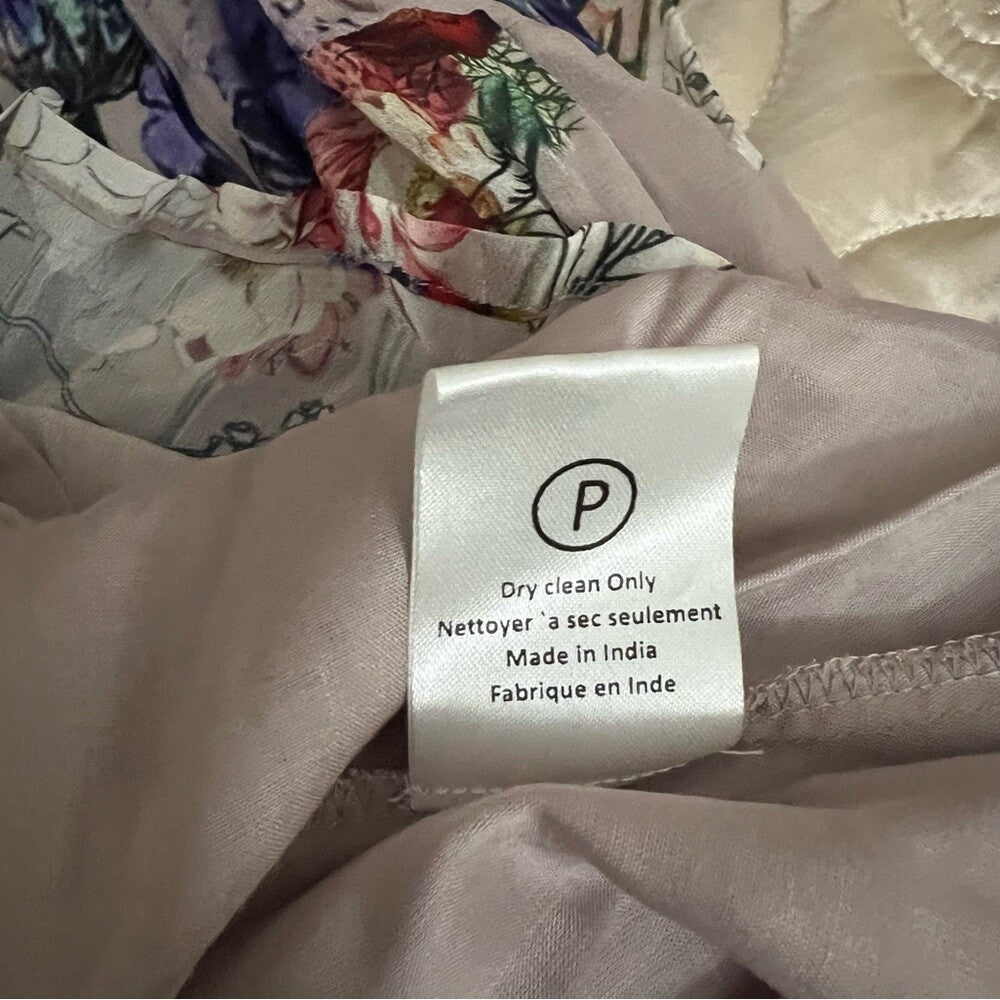 P
Dry clean Only
Nettoyer `a sec seulement
Made in India
Fabrique en Inde